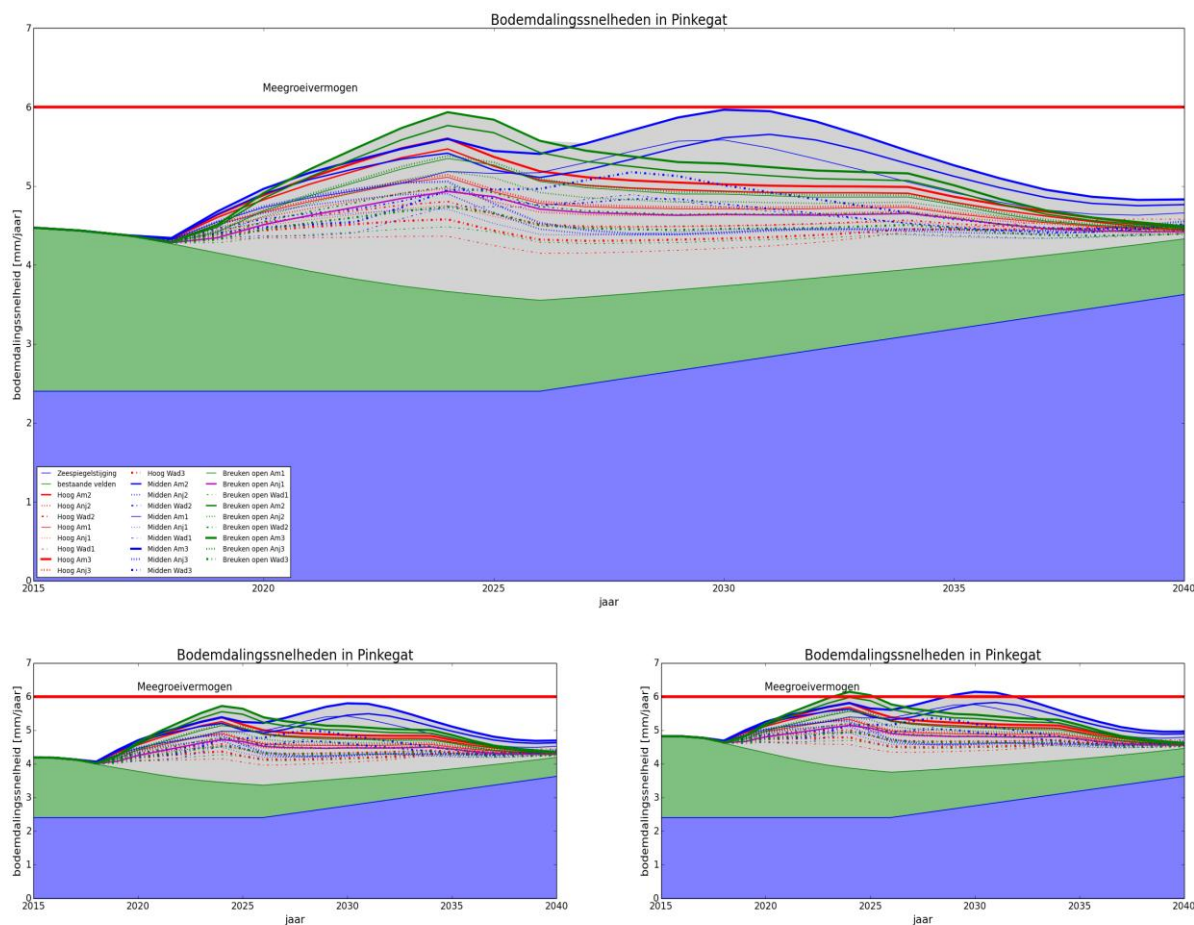 Bodemdalingssnelheden in Pinkegat
7
6
5
4
3
2
1
0
bodemdalingssnelheid [mm/jaar]
Meegroeivermogen
Zeespiegelstijging
bestaande velden
Hoog Am2
Hoog Anj2
Hoog Wad2
Hoog Am1
Hoog Anj1
Hoog Wad1
Hoog Am3
Hoog Anj3
Hoog Wad3
Midden Am2
Midden Anj2
Midden Wad2
Midden Am1
Midden Anj1
Midden Wad1
Midden Am3
Midden Anj3
Midden Wad3
Breuken open Am1
Breuken open Anj1
Breuken open Wad1
Breuken open Am2
Breuken open Anj2
Breuken open Wad2
Breuken open Am3
Breuken open Anj3
Breuken open Wad3
2015 2020 2025 2030 2035 2040
jaar
Bodemdalingssnelheden in Pinkegat
7
6
5
4
3
2
1
0
bodemdalingssnelheid [mm/jaar]
Meegroeivermogen
2015 2020 2025 2030 2035 2040
jaar
Bodemdalingssnelheden in Pinkegat
7
6
5
4
3
2
1
0
bodemdalingssnelheid [mm/jaar]
Meegroeivermogen
2015 2020 2025 2030 2035 2040
jaar